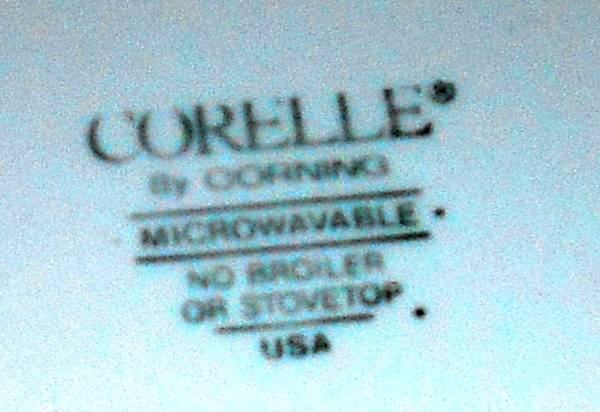 CORELLE®
By CORNING
MICROWAVABLE
NO BROILER
OR STOVETOP
USA